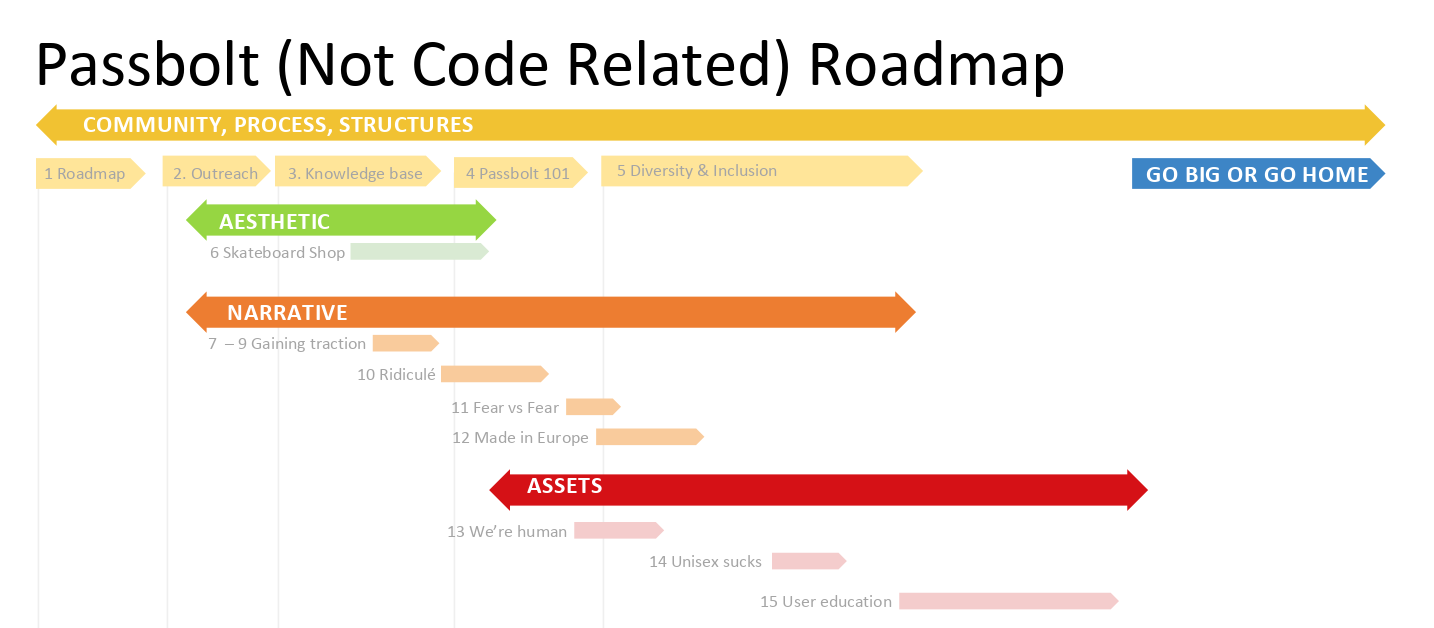 Passbolt (Not Code Related) Roadmap
COMMUNITY, PROCESS, STRUCTURES
1 Roadmap
2. Outreach
3. Knowledge base
4 Passbolt 101
5 Diversity & Inclusion
GO BIG OR GO HOME
AESTHETIC
6 Skateboard Shop
NARRATIVE
7 – 9 Gaining traction
10 Ridiculé
11 Fear vs Fear
12 Made in Europe
ASSETS
13 We’re human
14 Unisex sucks
15 User education